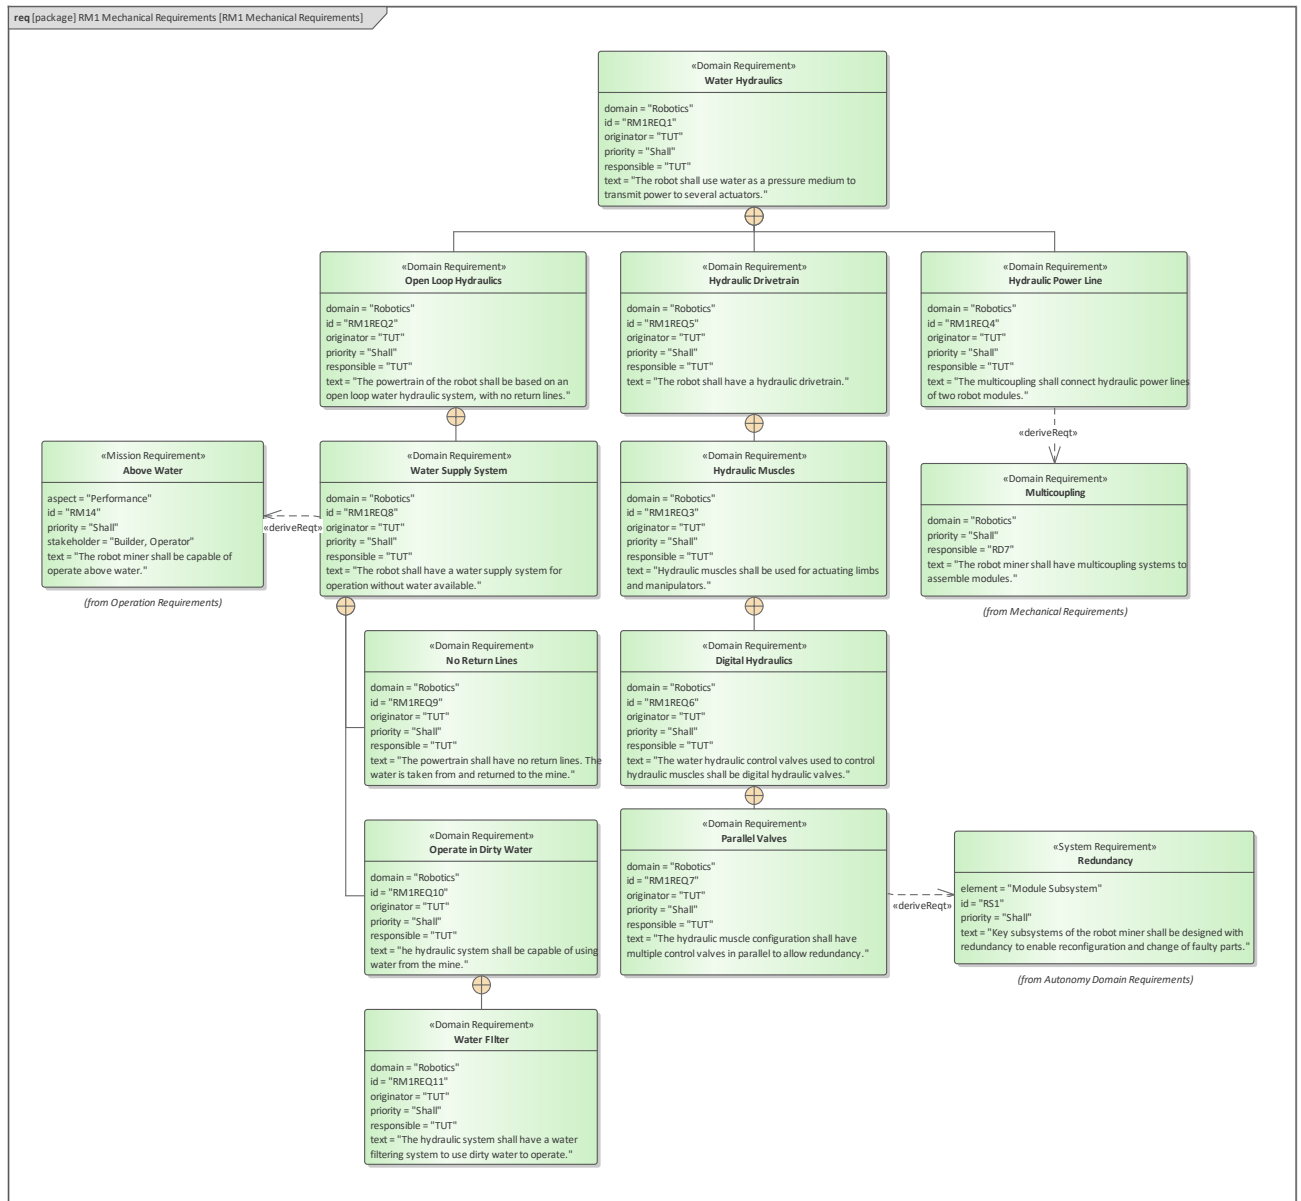 req [package] RM1 Mechanical Requirements [RM1 Mechanical Requirements]
«Domain Requirement»
Water Hydraulics
domain = "Robotics"
id = "RM1REQ1"
originator = "TUT"
priority = "Shall"
responsible = "TUT"
text = "The robot shall use water as a pressure medium to
transmit power to several actuators."
«Domain Requirement»
Open Loop Hydraulics
domain = "Robotics"
id = "RM1REQ2"
originator = "TUT"
priority = "Shall"
responsible = "TUT"
text = "The powertrain of the robot shall be based on an
open loop water hydraulic system, with no return lines."
«Domain Requirement»
Hydraulic Drivetrain
domain = "Robotics"
id = "RM1REQ5"
originator = "TUT"
priority = "Shall"
responsible = "TUT"
text = "The robot shall have a hydraulic drivetrain."
«Domain Requirement»
Hydraulic Power Line
domain = "Robotics"
id = "RM1REQ4"
originator = "TUT"
priority = "Shall"
responsible = "TUT"
text = "The multicoupling shall connect hydraulic power lines
of two robot modules."
«deriveReqt»
«Mission Requirement»
Above Water
aspect = "Performance"
id = "RM14"
priority = "Shall"
stakeholder = "Builder, Operator"
text = "The robot miner shall be capable of
operate above water."
(from Operation Requirements)
«deriveReqt»
«Domain Requirement»
Water Supply System
domain = "Robotics"
id = "RM1REQ8"
originator = "TUT"
priority = "Shall"
responsible = "TUT"
text = "The robot shall have a water supply system for
operation without water available."
«Domain Requirement»
Hydraulic Muscles
domain = "Robotics"
id = "RM1REQ3"
originator = "TUT"
priority = "Shall"
responsible = "TUT"
text = "Hydraulic muscles shall be used for actuating limbs
and manipulators."
«Domain Requirement»
Multicoupling
domain = "Robotics"
priority = "Shall"
responsible = "RD7"
text = "The robot miner shall have multicoupling systems to
assemble modules."
(from Mechanical Requirements)
«Domain Requirement»
No Return Lines
domain = "Robotics"
id = "RM1REQ9"
originator = "TUT"
priority = "Shall"
responsible = "TUT"
text = "The powertrain shall have no return lines. The
water is taken from and returned to the mine."
«Domain Requirement»
Digital Hydraulics
domain = "Robotics"
id = "RM1REQ6"
originator = "TUT"
priority = "Shall"
responsible = "TUT"
text = "The water hydraulic control valves used to control
hydraulic muscles shall be digital hydraulic valves."
«Domain Requirement»
Operate in Dirty Water
domain = "Robotics"
id = "RM1REQ10"
originator = "TUT"
priority = "Shall"
responsible = "TUT"
text = "he hydraulic system shall be capable of using
water from the mine."
«Domain Requirement»
Parallel Valves
domain = "Robotics"
id = "RM1REQ7"
originator = "TUT"
priority = "Shall"
responsible = "TUT"
text = "The hydraulic muscle configuration shall have
multiple control valves in parallel to allow redundancy."
«deriveReqt»
«System Requirement»
Redundancy
element = "Module Subsystem"
id = "RS1"
priority = "Shall"
text = "Key subsystems of the robot miner shall be designed with
redundancy to enable reconfiguration and change of faulty parts."
(from Autonomy Domain Requirements)
«Domain Requirement»
Water FIlter
domain = "Robotics"
id = "RM1REQ11"
originator = "TUT"
priority = "Shall"
responsible = "TUT"
text = "The hydraulic system shall have a water
filtering system to use dirty water to operate."